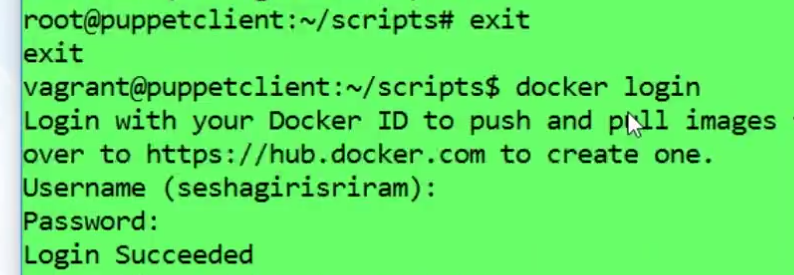 root@puppetclient:~/scripts# exit
exit
vagrant@puppetclient:~/scripts$ docker login
Login with your Docker ID to push and pull images
over to https://hub.docker.com to create one.
Username (seshagirisriram):
Password:
Login Succeeded